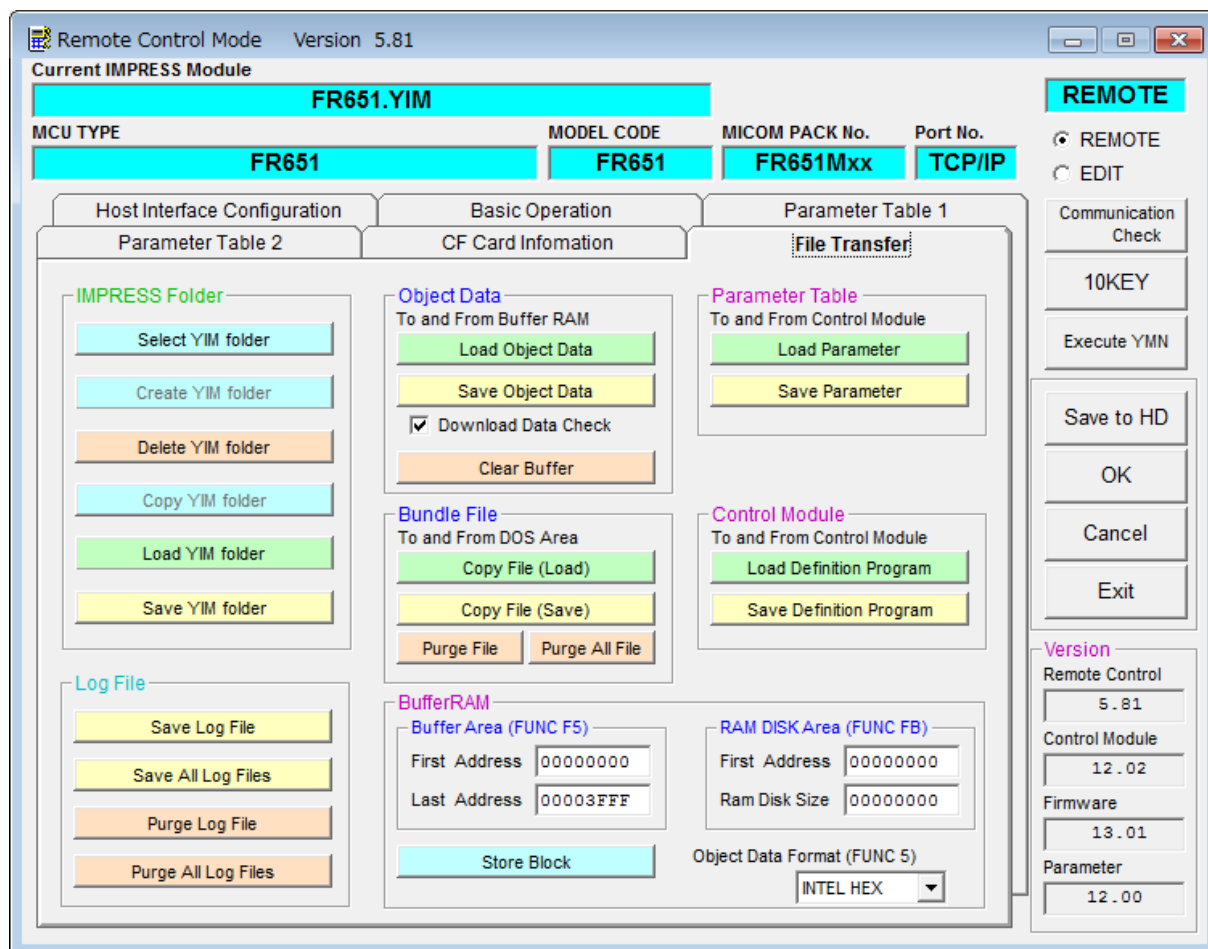 Remote Control Mode Version 5.81
Current IMPRESS Module
FR651.YIM
REMOTE
MCU TYPE
MODEL CODE
MICOM PACK No.
Port No.
FR651
FR651
FR651Mxx
TCP/IP
REMOTE
EDIT
Host Interface Configuration
Basic Operation
Parameter Table 1
Parameter Table 2
CF Card Infomation
File Transfer
IMPRESS Folder
Select YIM folder
Create YIM folder
Delete YIM folder
Copy YIM folder
Load YIM folder
Save YIM folder
Log File
Save Log File
Save All Log Files
Purge Log File
Purge All Log Files
Object Data
To and From Buffer RAM
Load Object Data
Save Object Data
Download Data Check
Clear Buffer
Bundle File
To and From DOS Area
Copy File (Load)
Copy File (Save)
Purge File
Purge All File
Parameter Table
To and From Control Module
Load Parameter
Save Parameter
Control Module
To and From Control Module
Load Definition Program
Save Definition Program
BufferRAM
Buffer Area (FUNC F5)
First Address 00000000
Last Address 00003FFF
RAM DISK Area (FUNC FB)
First Address 00000000
Ram Disk Size 00000000
Store Block
Object Data Format (FUNC 5)
INTEL HEX
Communication
Check
10KEY
Execute YMN
Save to HD
OK
Cancel
Exit
Version
Remote Control
5.81
Control Module
12.02
Firmware
13.01
Parameter
12.00